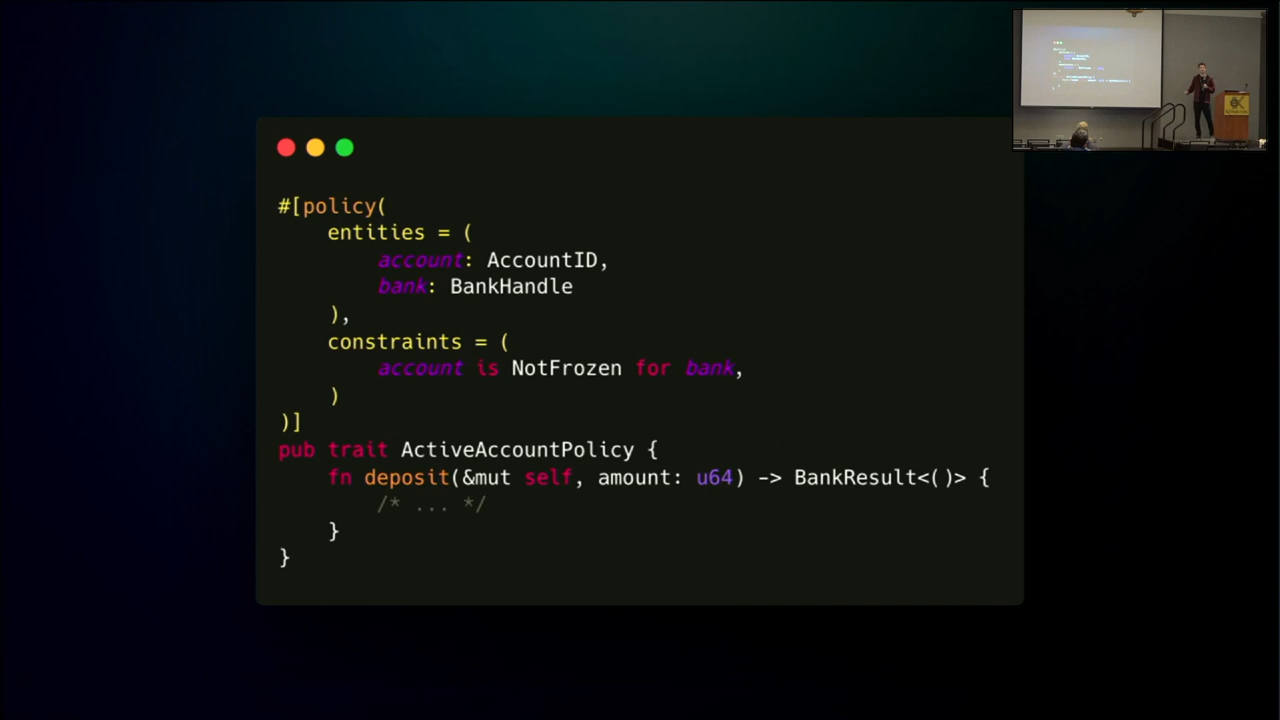 #[policy(
    entities = (
        account: AccountID,
        bank: BankHandle
    ),
    constraints = (
        account is NotFrozen for bank,
    )
)]
pub trait ActiveAccountPolicy {
    fn deposit(&mut self, amount: u64) -> BankResult<()> {
        /* ... */
    }
}